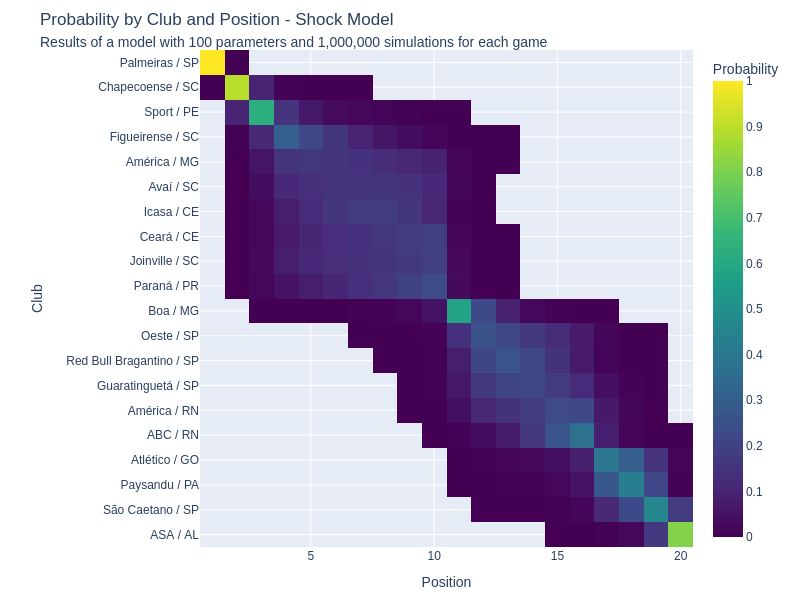 Probability by Club and Position - Shock Model
Results of a model with 100 parameters and 1,000,000 simulations for each game
Probability
Palmeiras / SP
Chapecoense / SC
Sport / PE
Figueirense / SC
América / MG
Avaí / SC
Icasa / CE
Ceará / CE
Joinville / SC
Paraná / PR
Boa / MG
Oeste / SP
Red Bull Bragantino / SP
Guaratinguetá / SP
América / RN
ABC / RN
Atlético / GO
Paysandu / PA
São Caetano / SP
ASA / AL
Club
5 10 15 20
Position
1
0.9
0.8
0.7
0.6
0.5
0.4
0.3
0.2
0.1
0